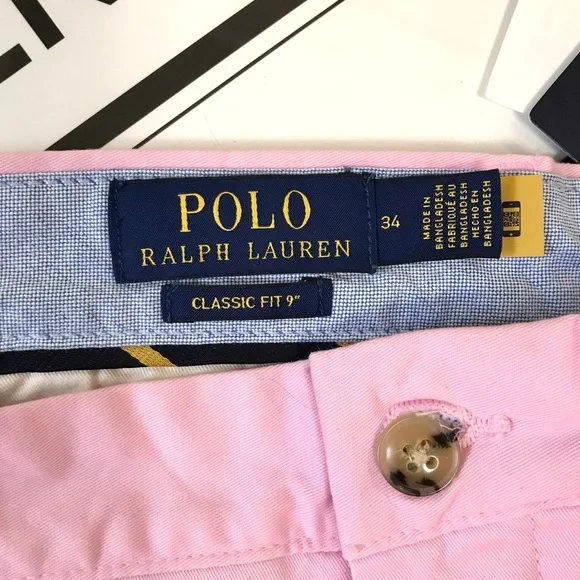 POLO
RALPH LAUREN
CLASSIC FIT 9"
34
MADE IN
BANGLADESH
FABRIQUÉ AU
BANGLADESH
HECHO EN
BANGLADESH